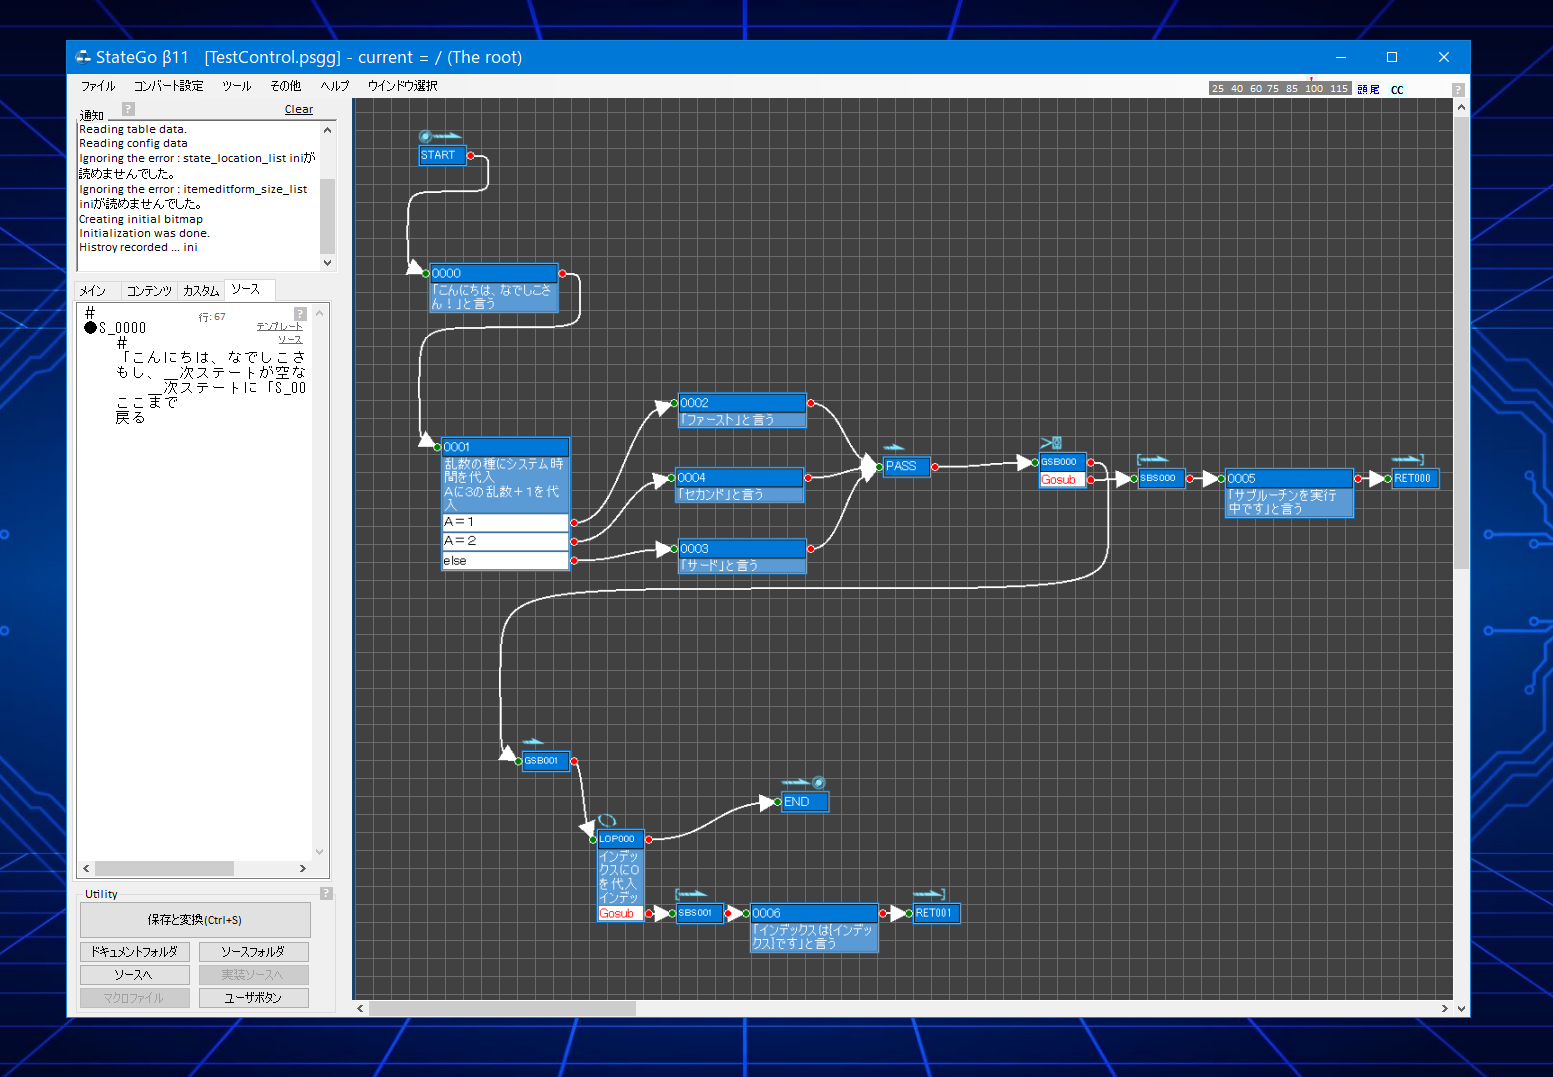 StateGo β11   [TestControl.psgg] - current = / (The root)
ファイル コンバート設定 ツール その他 ヘルプ ウインドウ選択
25 40 60 75 85 100 115 頭 尾 CC ?
通知 ? Clear
Reading table data.
Reading config data
Ignoring the error : state_location_list iniが
読めませんでした。
Ignoring the error : itemeditform_size_list
iniが読めませんでした。
Creating initial bitmap
Initialization was done.
Histroy recorded ... ini
メイン コンテンツ カスタム ソース
# 行: 67 ?
●S_0000 テンプレート
# ソース
「こんにちは、なでしこさ
もし、__次ステートが空な
__次ステートに「S_00
ここまで
戻る
Utility ?
保存と変換(Ctrl+S)
ドキュメントフォルダ ソースフォルダ
ソースへ 実装ソースへ
マクロファイル ユーザボタン
START
0000
「こんにちは、なでしこさ
ん！」と言う
0001
乱数の種にシステム時
間を代入
Aに3の乱数＋1を代
入
A＝1
A＝2
else
0002
「ファースト」と言う
0004
「セカンド」と言う
0003
「サード」と言う
PASS
GSB000
Gosub
SBS000
0005
「サブルーチンを実行
中です」と言う
RET000
GSB001
END
LOP000
インデッ
クスに0
を代入
インデッ
Gosub
SBS001
0006
「インデックスは[インデッ
クス]です」と言う
RET001